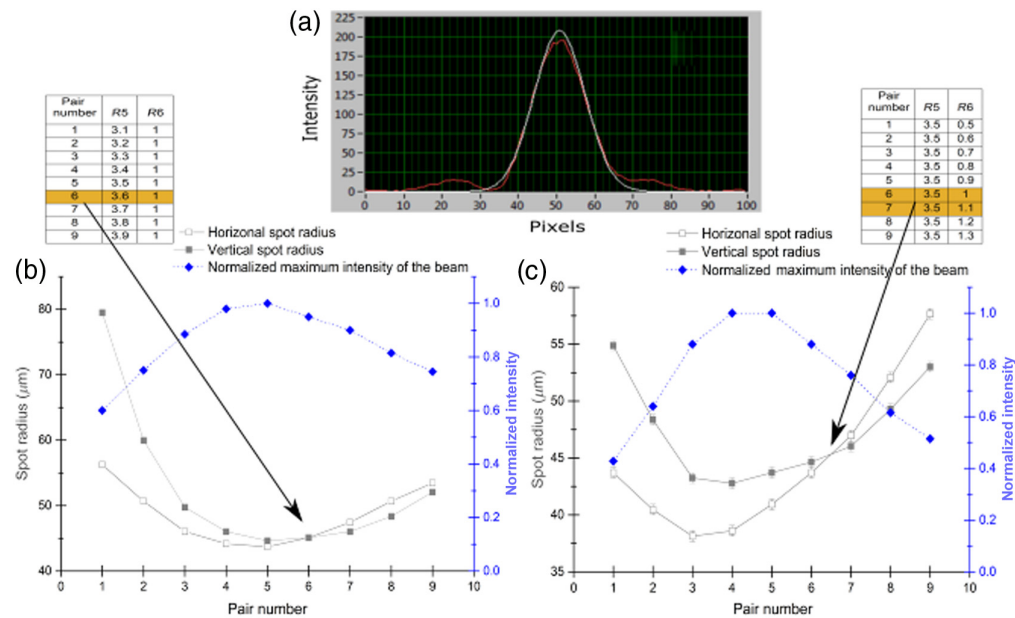 (a)
Intensity
225
200
175
150
125
100
75
50
25
0
0 10 20 30 40 50 60 70 80 90 100
Pixels
Pair number R5 R6
1 3.1 1
2 3.2 1
3 3.3 1
4 3.4 1
5 3.5 1
6 3.6 1
7 3.7 1
8 3.8 1
9 3.9 1
Pair number R5 R6
1 3.5 0.5
2 3.5 0.6
3 3.5 0.7
4 3.5 0.8
5 3.5 0.9
6 3.5 1
7 3.5 1.1
8 3.5 1.2
9 3.5 1.3
(b)
Horizonal spot radius
Vertical spot radius
Normalized maximum intensity of the beam
Spot radius (μm)
80
70
60
50
40
0 1 2 3 4 5 6 7 8 9 10
Pair number
1.0
0.8
0.6
0.4
0.2
0.0
Normalized intensity
(c)
Horizonal spot radius
Vertical spot radius
Normalized maximum intensity of the beam
Spot radius (μm)
60
55
50
45
40
35
0 1 2 3 4 5 6 7 8 9 10
Pair number
1.0
0.8
0.6
0.4
0.2
0.0
Normalized intensity